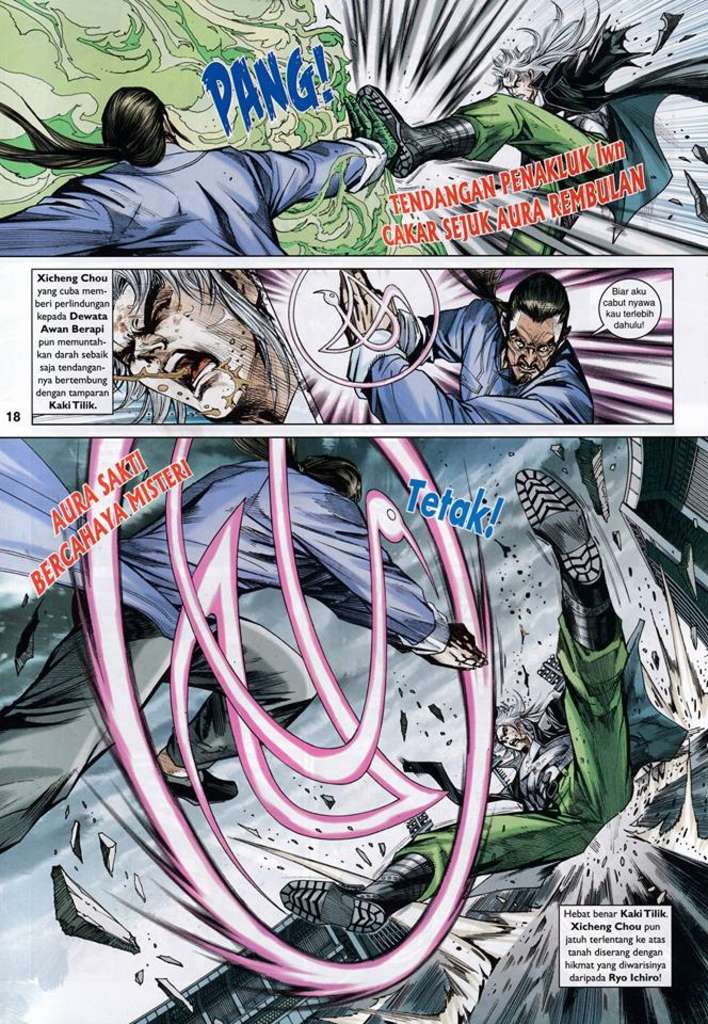 PANG!
TENDANGAN PENAKLUK lwn
CAKAR SEJUK AURA REMBULAN
Xicheng Chou
yang cuba mem-
beri perlindungan
kepada Dewata
Awan Berapi
pun memuntah-
kan darah sebaik
saja jantung-
nya bertembung
dengan tamparan
Kaki Tilik.
Biar aku
cabut nyawa
kau terlebih
dahulu!
18
AURA SAKTI
BERCAHAYA MISTERI
Tetak!
Hebat benar Kaki Tilik.
Xicheng Chou pun
jatuh terlentang ke atas
tanah diserang dengan
hikmat yang diwarisinya
daripada Ryo Ichiro!